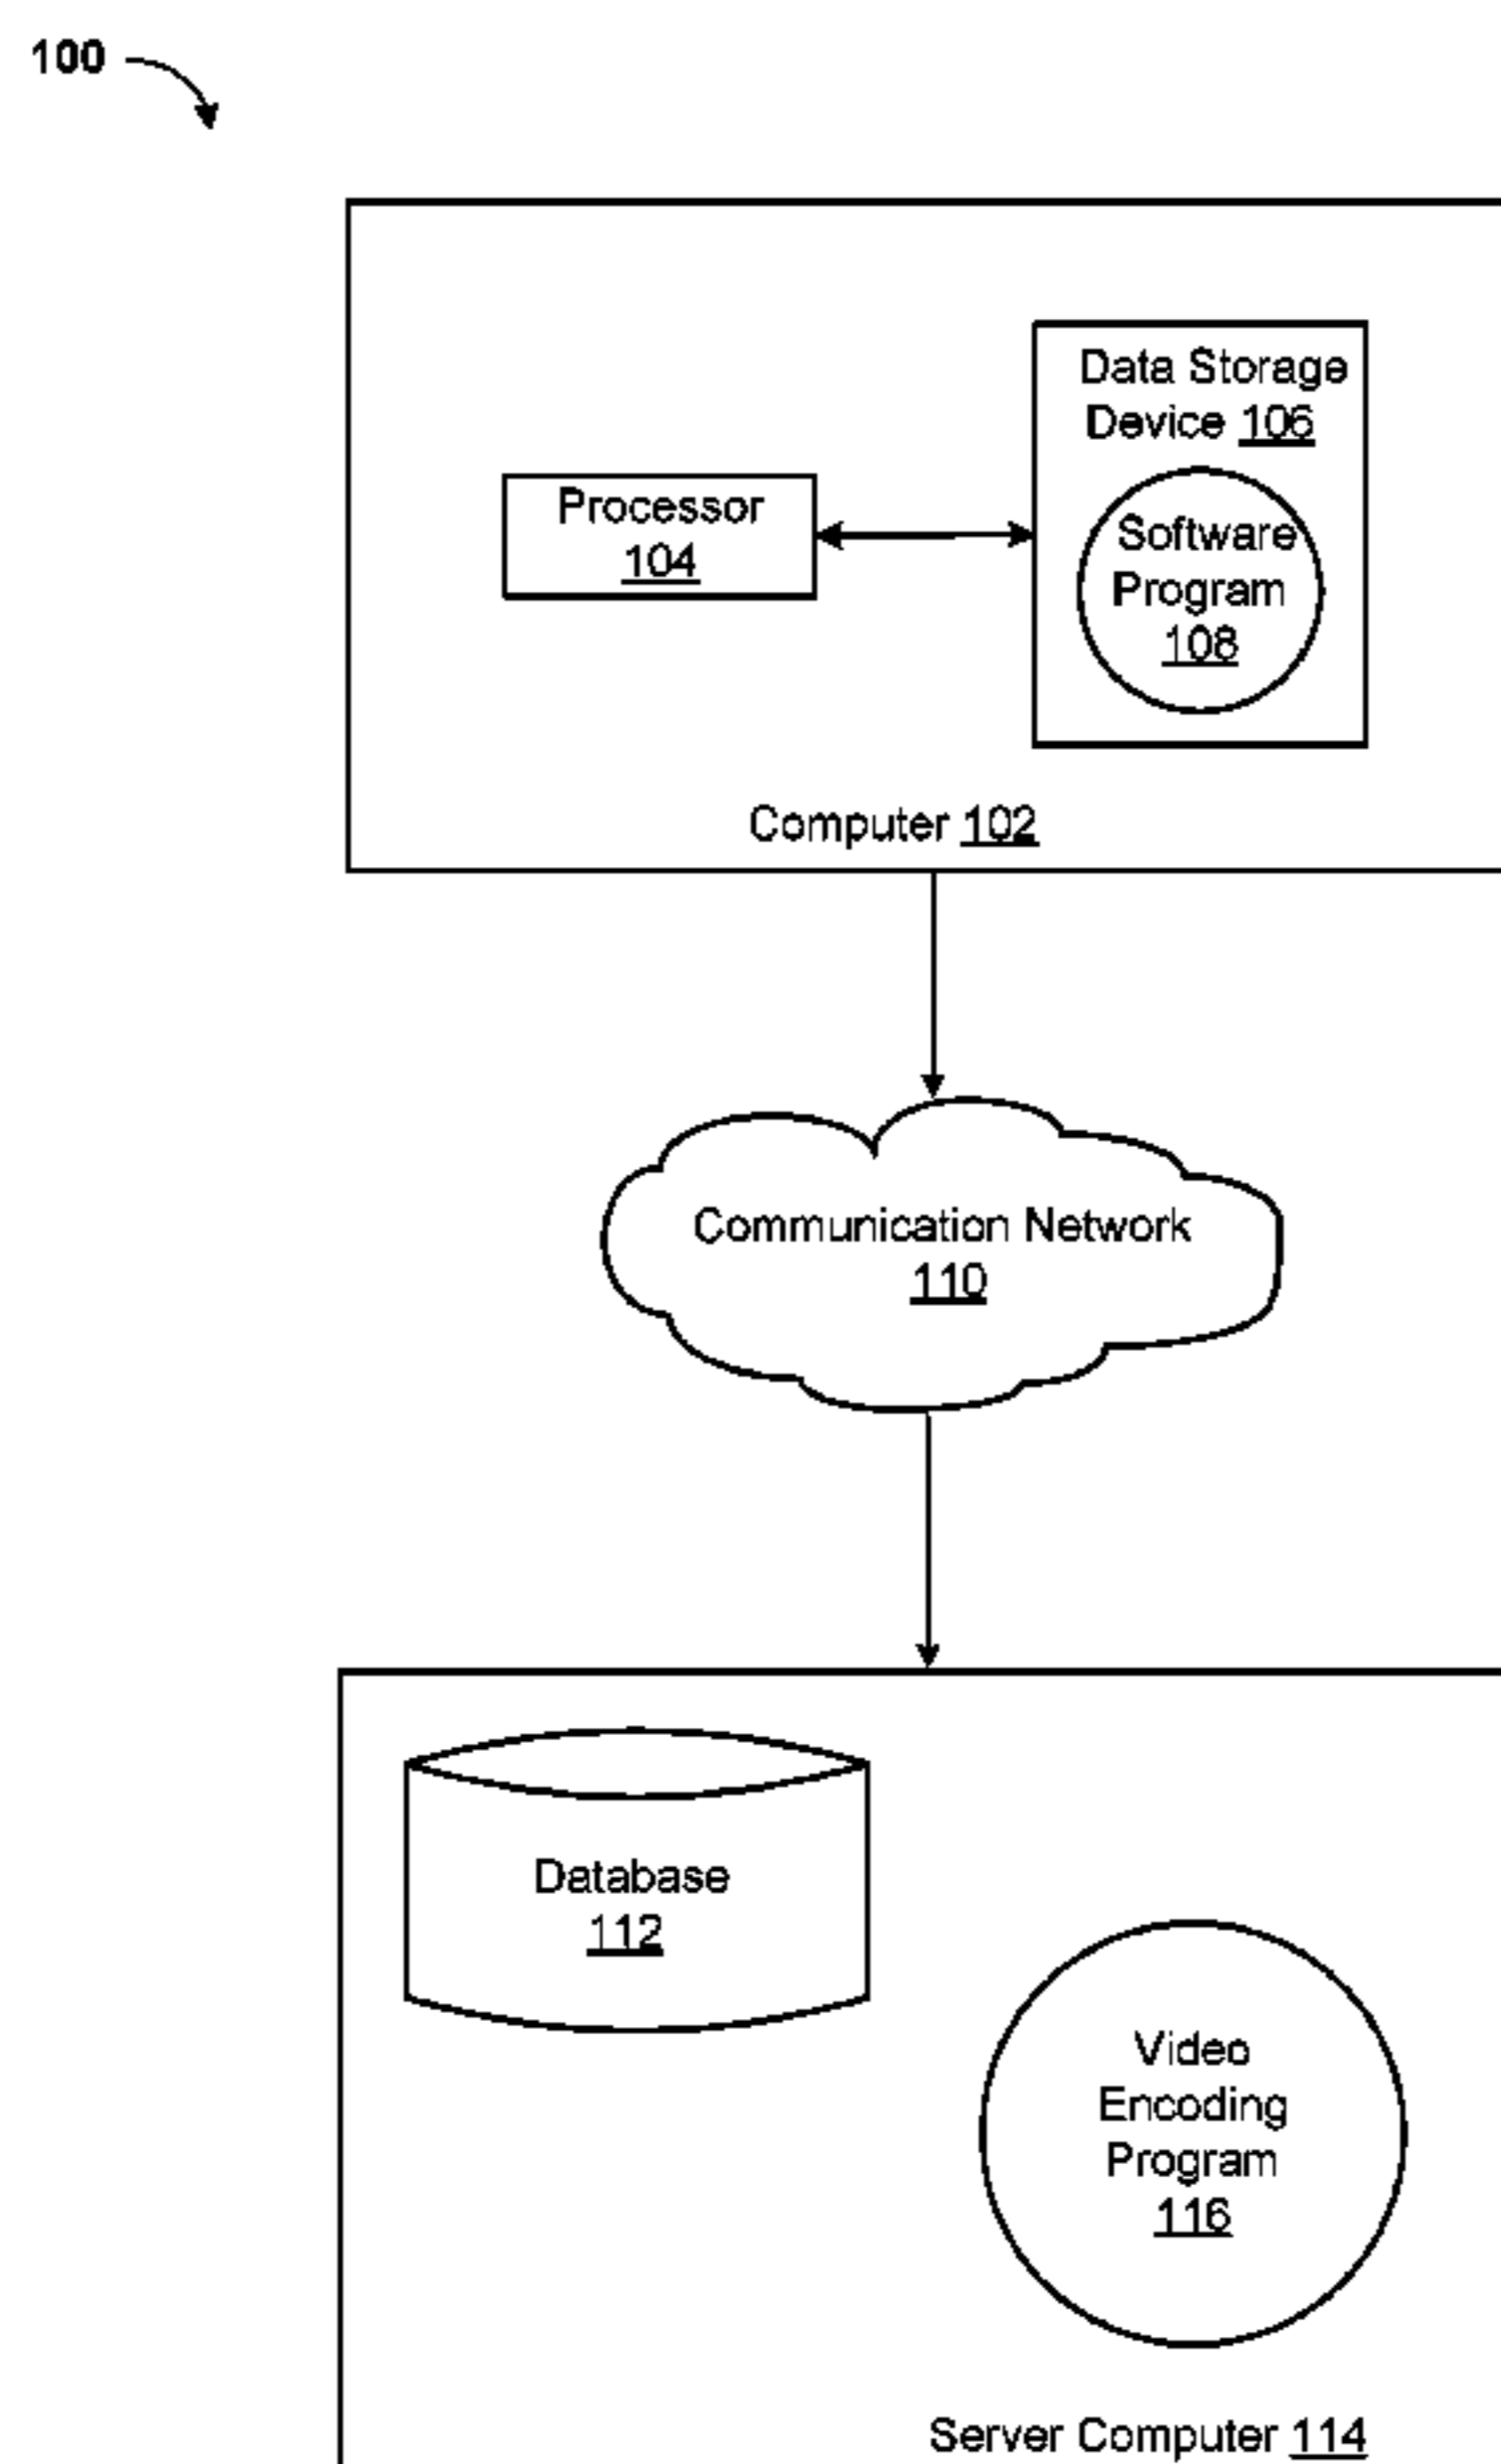 100
Data Storage
Device 106
Processor
104
Software
Program
108
Computer 102
Communication Network
110
Database
112
Video
Encoding
Program
116
Server Computer 114